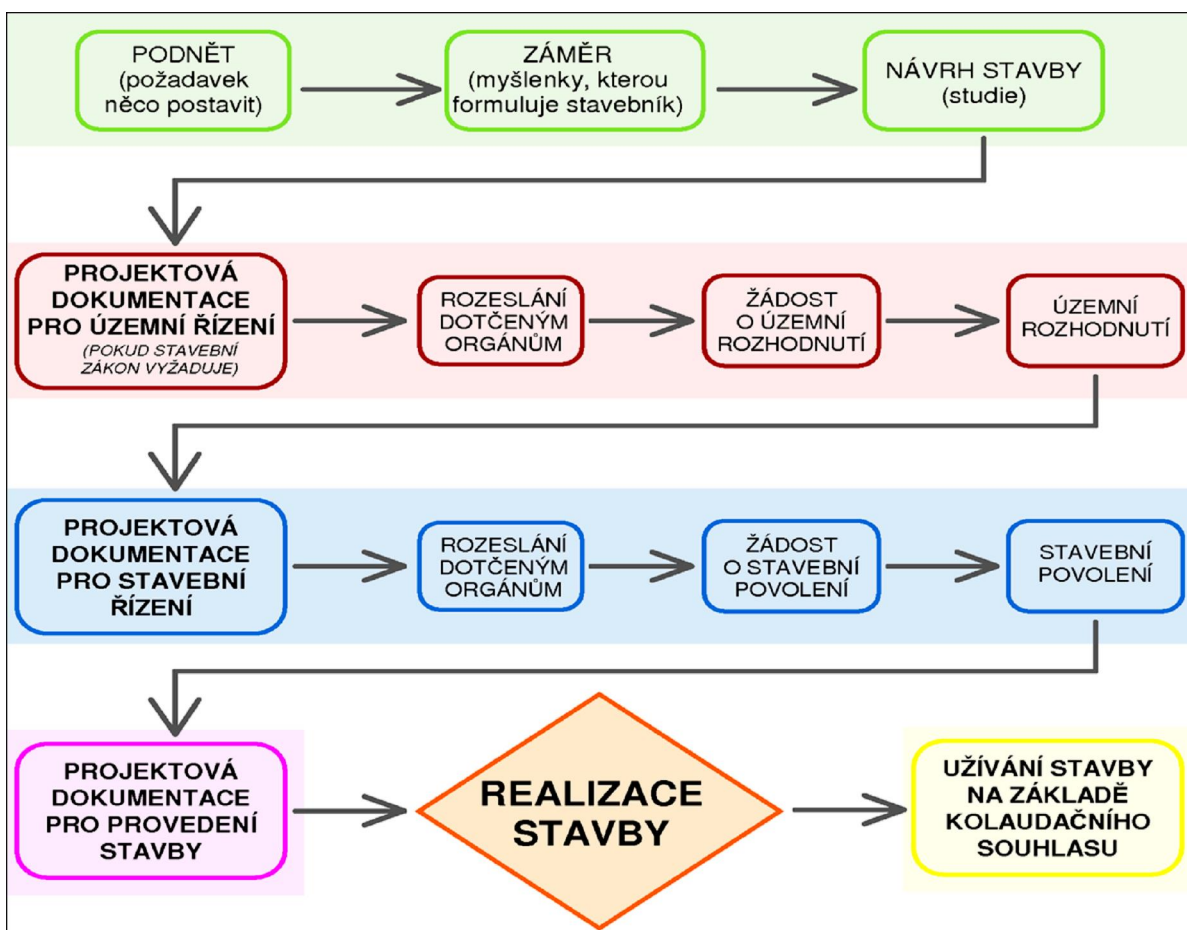 PODNĚT
(požadavek
něco postavit)
ZÁMĚR
(myšlenky, kterou
formuluje stavebník)
NÁVRH STAVBY
(studie)
PROJEKTOVÁ
DOKUMENTACE
PRO ÚZEMNÍ ŘÍZENÍ
(POKUD STAVEBNÍ
ZÁKON VYŽADUJE)
ROZESLÁNÍ
DOTČENÝM
ORGÁNŮM
ŽÁDOST
O ÚZEMNÍ
ROZHODNUTÍ
ÚZEMNÍ
ROZHODNUTÍ
PROJEKTOVÁ
DOKUMENTACE
PRO STAVEBNÍ
ŘÍZENÍ
ROZESLÁNÍ
DOTČENÝM
ORGÁNŮM
ŽÁDOST
O STAVEBNÍ
POVOLENÍ
STAVEBNÍ
POVOLENÍ
PROJEKTOVÁ
DOKUMENTACE
PRO PROVEDENÍ
STAVBY
REALIZACE
STAVBY
UŽÍVÁNÍ STAVBY
NA ZÁKLADĚ
KOLAUDAČNÍHO
SOUHLASU